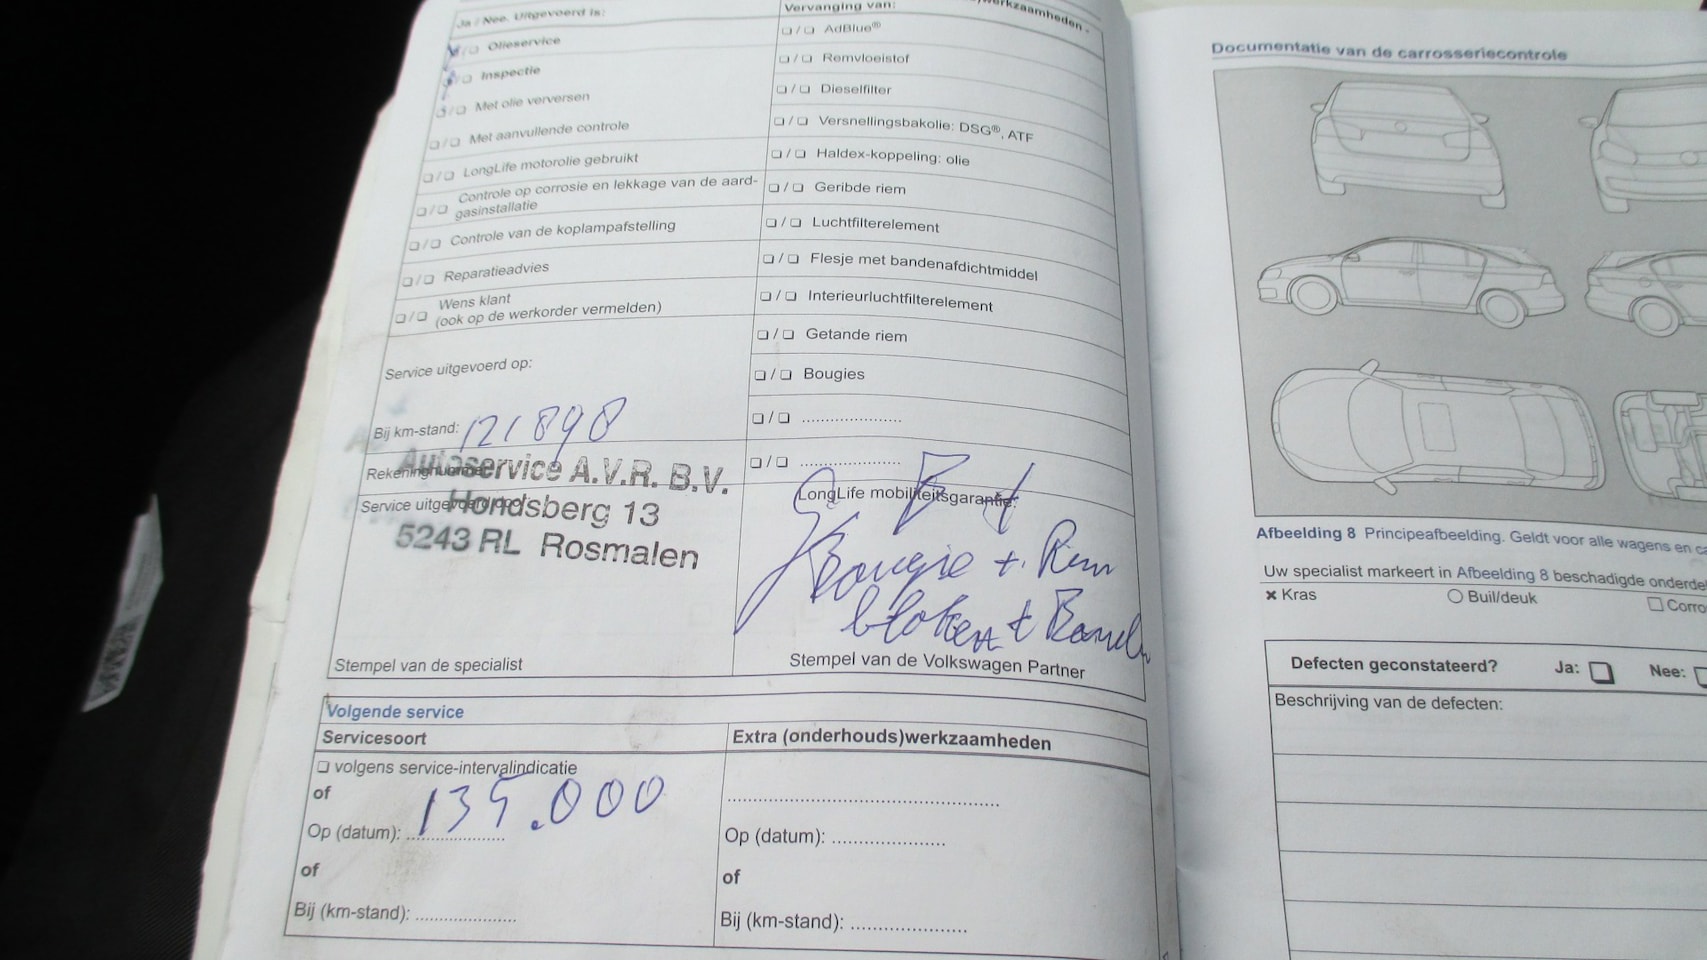 Ja / Nee. Uitgevoerd is:
Olieservice
Inspectie
Met olie verversen
Met aanvullende controle
LongLife motorolie gebruikt
Controle op corrosie en lekkage van de aard-
gasinstallatie
Controle van de koplampafstelling
Reparatieadvies
Wens klant
(ook op de werkorder vermelden)
Service uitgevoerd op:
Bij km-stand: 121898
Rekeningnummer
Autoservice A.V.R. B.V.
Service uitgevoerd door
Hondsberg 13
5243 RL Rosmalen
Stempel van de specialist
werkzaamheden -
Vervanging van:
AdBlue®
Remvloeistof
Dieselfilter
Versnellingsbakolie: DSG®, ATF
Haldex-koppeling: olie
Geribde riem
Luchtfilterelement
Flesje met bandenafdichtmiddel
Interieurluchtfilterelement
Getande riem
Bougies
LongLife mobiliteitsgarantie:
Bougie + Rem
blokken +
Stempel van de Volkswagen Partner
Volgende service
Servicesoort
volgens service-intervalindicatie
of
135.000
Op (datum):
of
Bij (km-stand):
Extra (onderhouds)werkzaamheden
Op (datum):
of
Bij (km-stand):
Documentatie van de carrosseriecontrole
Afbeelding 8 Principeafbeelding. Geldt voor alle wagens en
Uw specialist markeert in Afbeelding 8 beschadigde
× Kras
Buil/deuk
Defecten geconstateerd? Ja: Nee:
Beschrijving van de defecten: